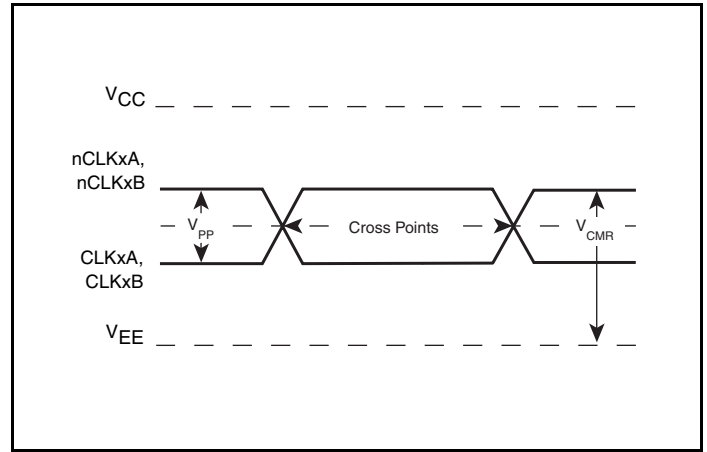 VCC
nCLKxA,
nCLKxB
VPP
Cross Points
VCMR
CLKxA,
CLKxB
VEE